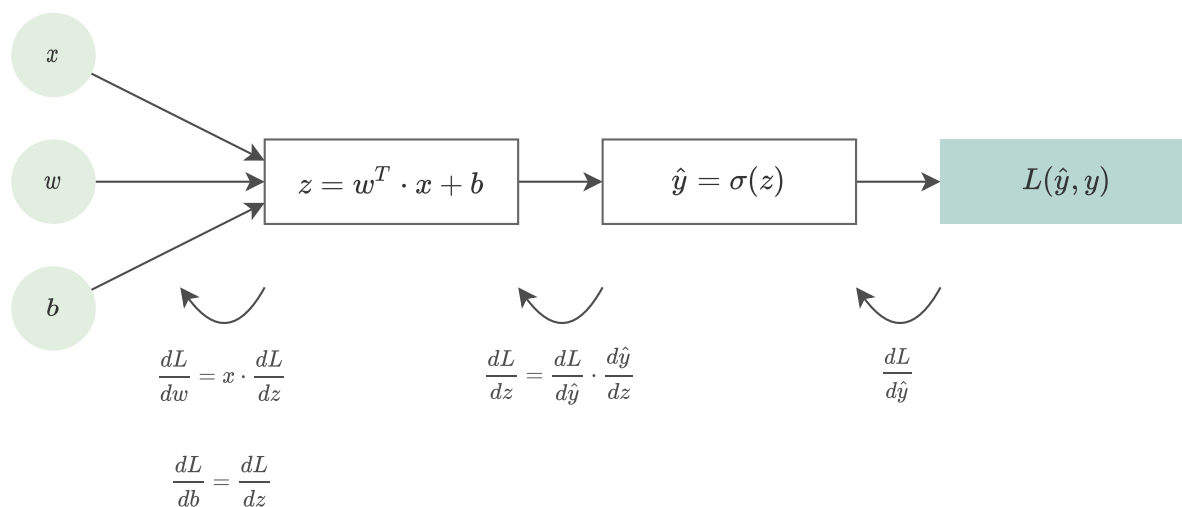 x
w
b
z = w^T · x + b
ŷ = σ(z)
L(ŷ, y)
dL/dw = x · dL/dz
dL/dz = dL/dŷ · dŷ/dz
dL/dŷ
dL/db = dL/dz